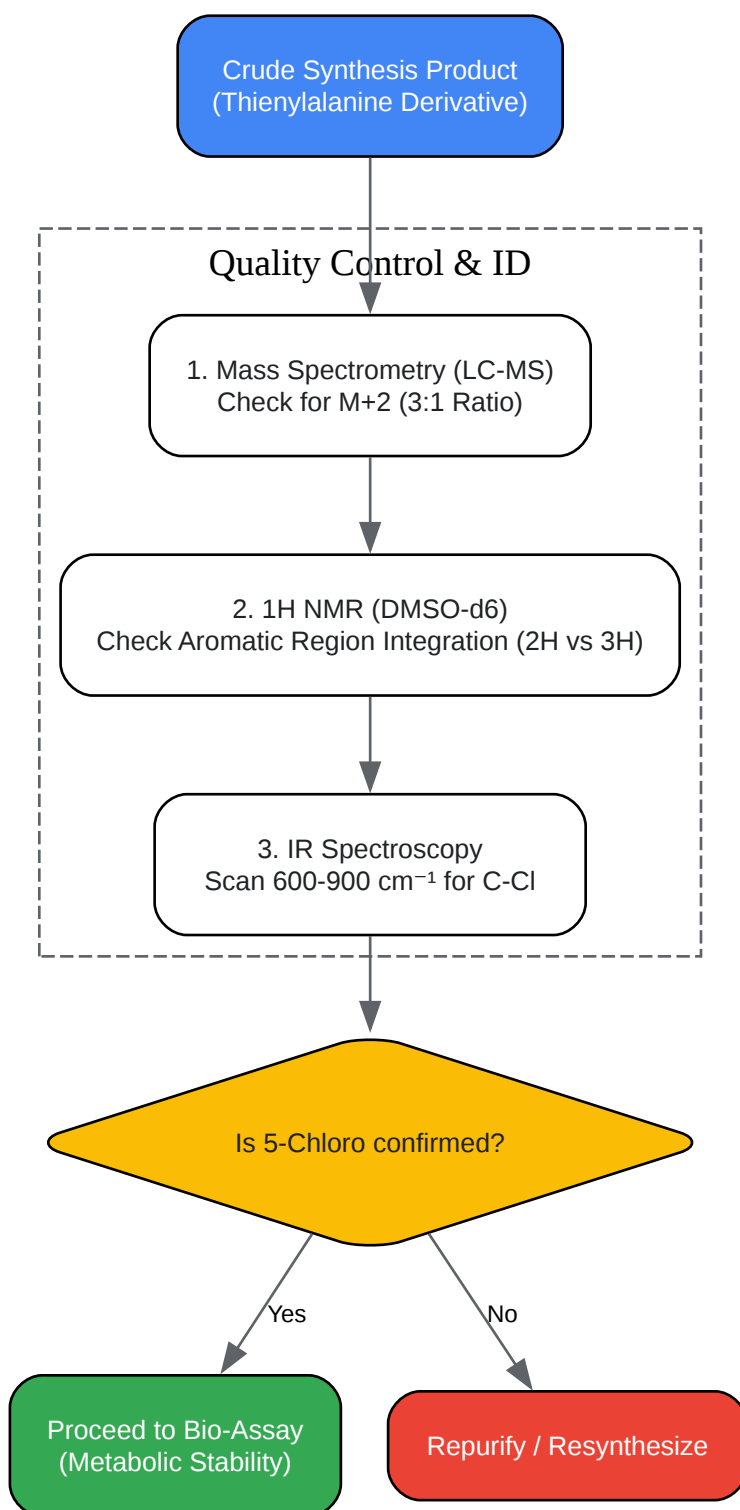 Crude Synthesis Product
(Thienylalanine Derivative)
Quality Control & ID
1. Mass Spectrometry (LC-MS)
Check for M+2 (3:1 Ratio)
2. 1H NMR (DMSO-d6)
Check Aromatic Region Integration (2H vs 3H)
3. IR Spectroscopy
Scan 600-900 cm⁻¹ for C-Cl
Is 5-Chloro confirmed?
Yes
No
Proceed to Bio-Assay
(Metabolic Stability)
Repurify / Resynthesize